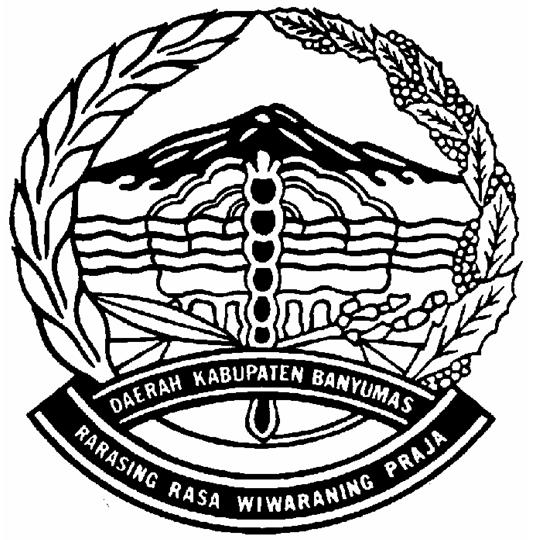 DAERAH KABUPATEN BANYUMAS
RARASING RASA WIWARANING PRAJA